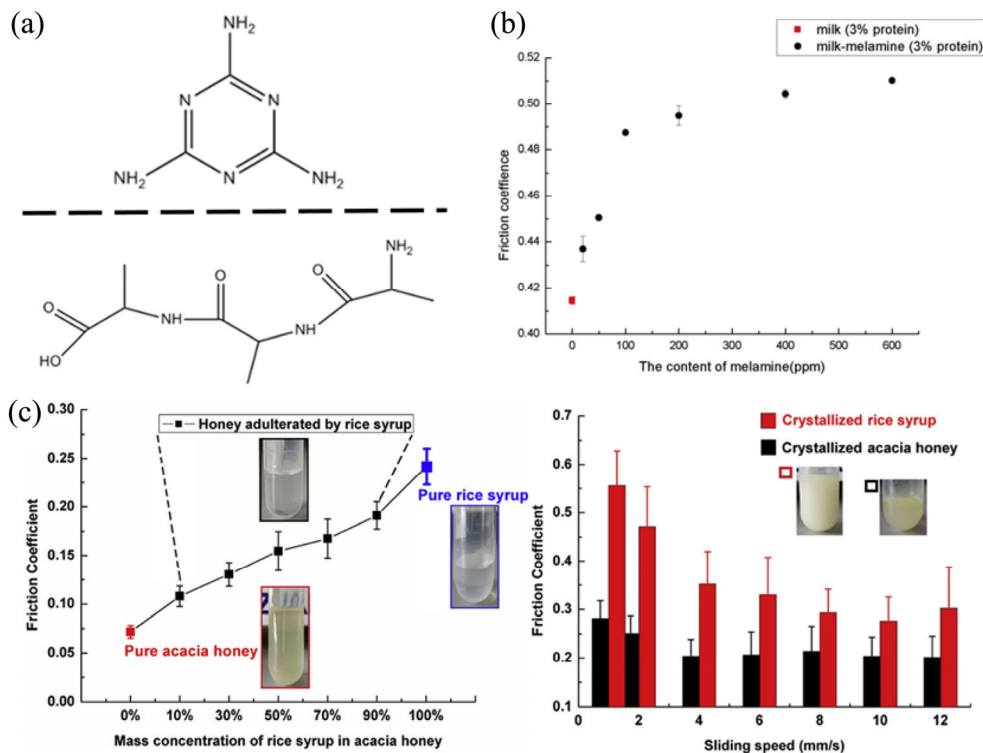 (a)
NH2
N
N
N
NH2
NH2
NH2
O
O
O
NH
NH
HO
(b)
milk (3% protein)
milk-melamine (3% protein)
Friction coeffience
0.52
0.50
0.48
0.46
0.44
0.42
0.40
0 100 200 300 400 500 600
The content of melamine(ppm)
(c)
Friction Coefficient
0.30
0.25
0.20
0.15
0.10
0.05
0.00
Honey adulterated by rice syrup
Pure rice syrup
Pure acacia honey
0% 10% 30% 50% 70% 90% 100%
Mass concentration of rice syrup in acacia honey
Friction Coefficient
0.7
0.6
0.5
0.4
0.3
0.2
0.1
Crystallized rice syrup
Crystallized acacia honey
2 4 6 8 10 12
Sliding speed (mm/s)